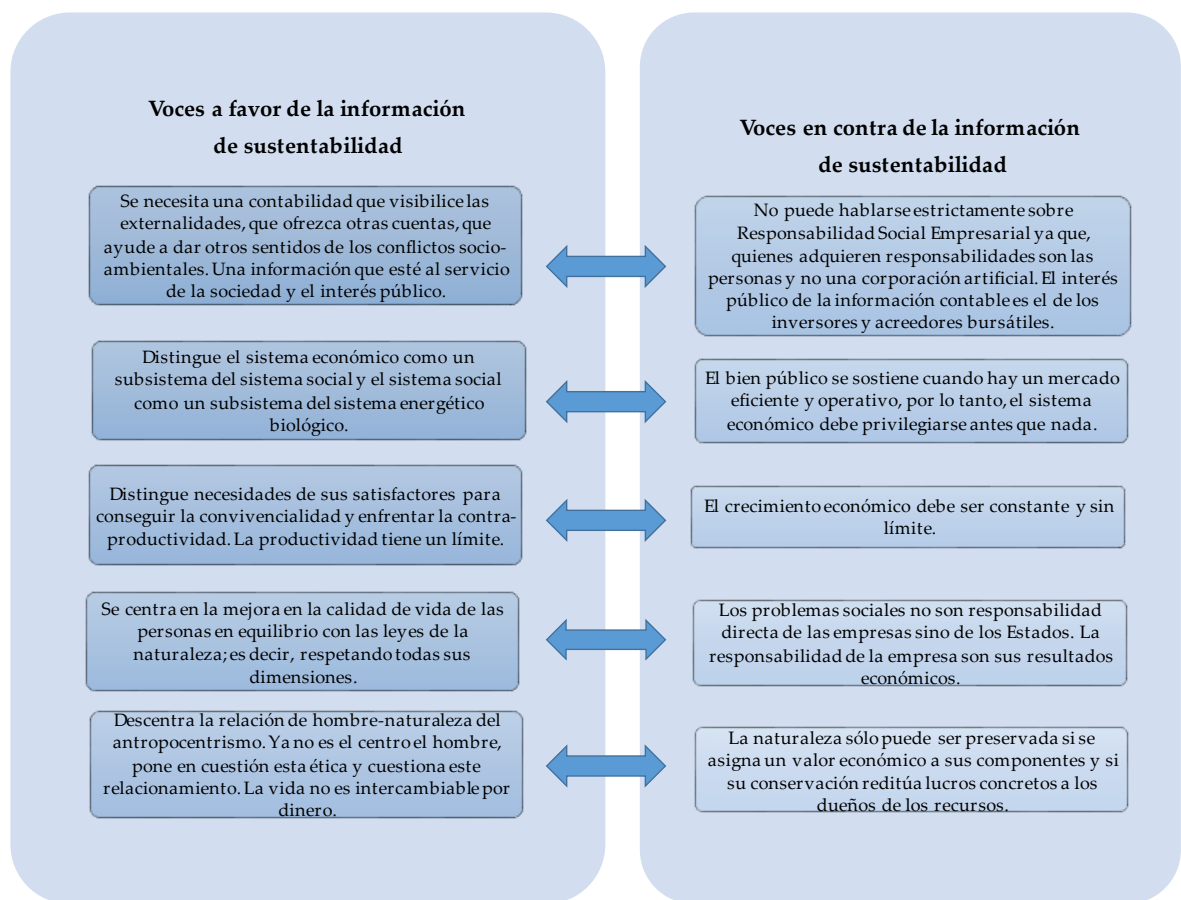 Voces a favor de la información
de sustentabilidad
Se necesita una contabilidad que visibilice las
externalidades, que ofrezca otras cuentas, que
ayude a dar otros sentidos de los conflictos socio-
ambientales. Una información que esté al servicio
de la sociedad y el interés público.
Distingue el sistema económico como un
subsistema del sistema social y el sistema social
como un subsistema del sistema energético
biológico.
Distingue necesidades de sus satisfactores para
conseguir la convivencialidad y enfrentar la contra-
productividad. La productividad tiene un límite.
Se centra en la mejora en la calidad de vida de las
personas en equilibrio con las leyes de la
naturaleza; es decir, respetando todas sus
dimensiones.
Descentra la relación de hombre-naturaleza del
antropocentrismo. Ya no es el centro el hombre,
pone en cuestión esta ética y cuestiona este
relacionamiento. La vida no es intercambiable por
dinero.
Voces en contra de la información
de sustentabilidad
No puede hablarse estrictamente sobre
Responsabilidad Social Empresarial ya que,
quienes adquieren responsabilidades son las
personas y no una corporación artificial. El interés
público de la información contable es el de los
inversores y acreedores bursátiles.
El bien público se sostiene cuando hay un mercado
eficiente y operativo, por lo tanto, el sistema
económico debe privilegiarse antes que nada.
El crecimiento económico debe ser constante y sin
límite.
Los problemas sociales no son responsabilidad
directa de las empresas sino de los Estados. La
responsabilidad de la empresa son sus resultados
económicos.
La naturaleza sólo puede ser preservada si se
asigna un valor económico a sus componentes y si
su conservación reditúa lucros concretos a los
dueños de los recursos.